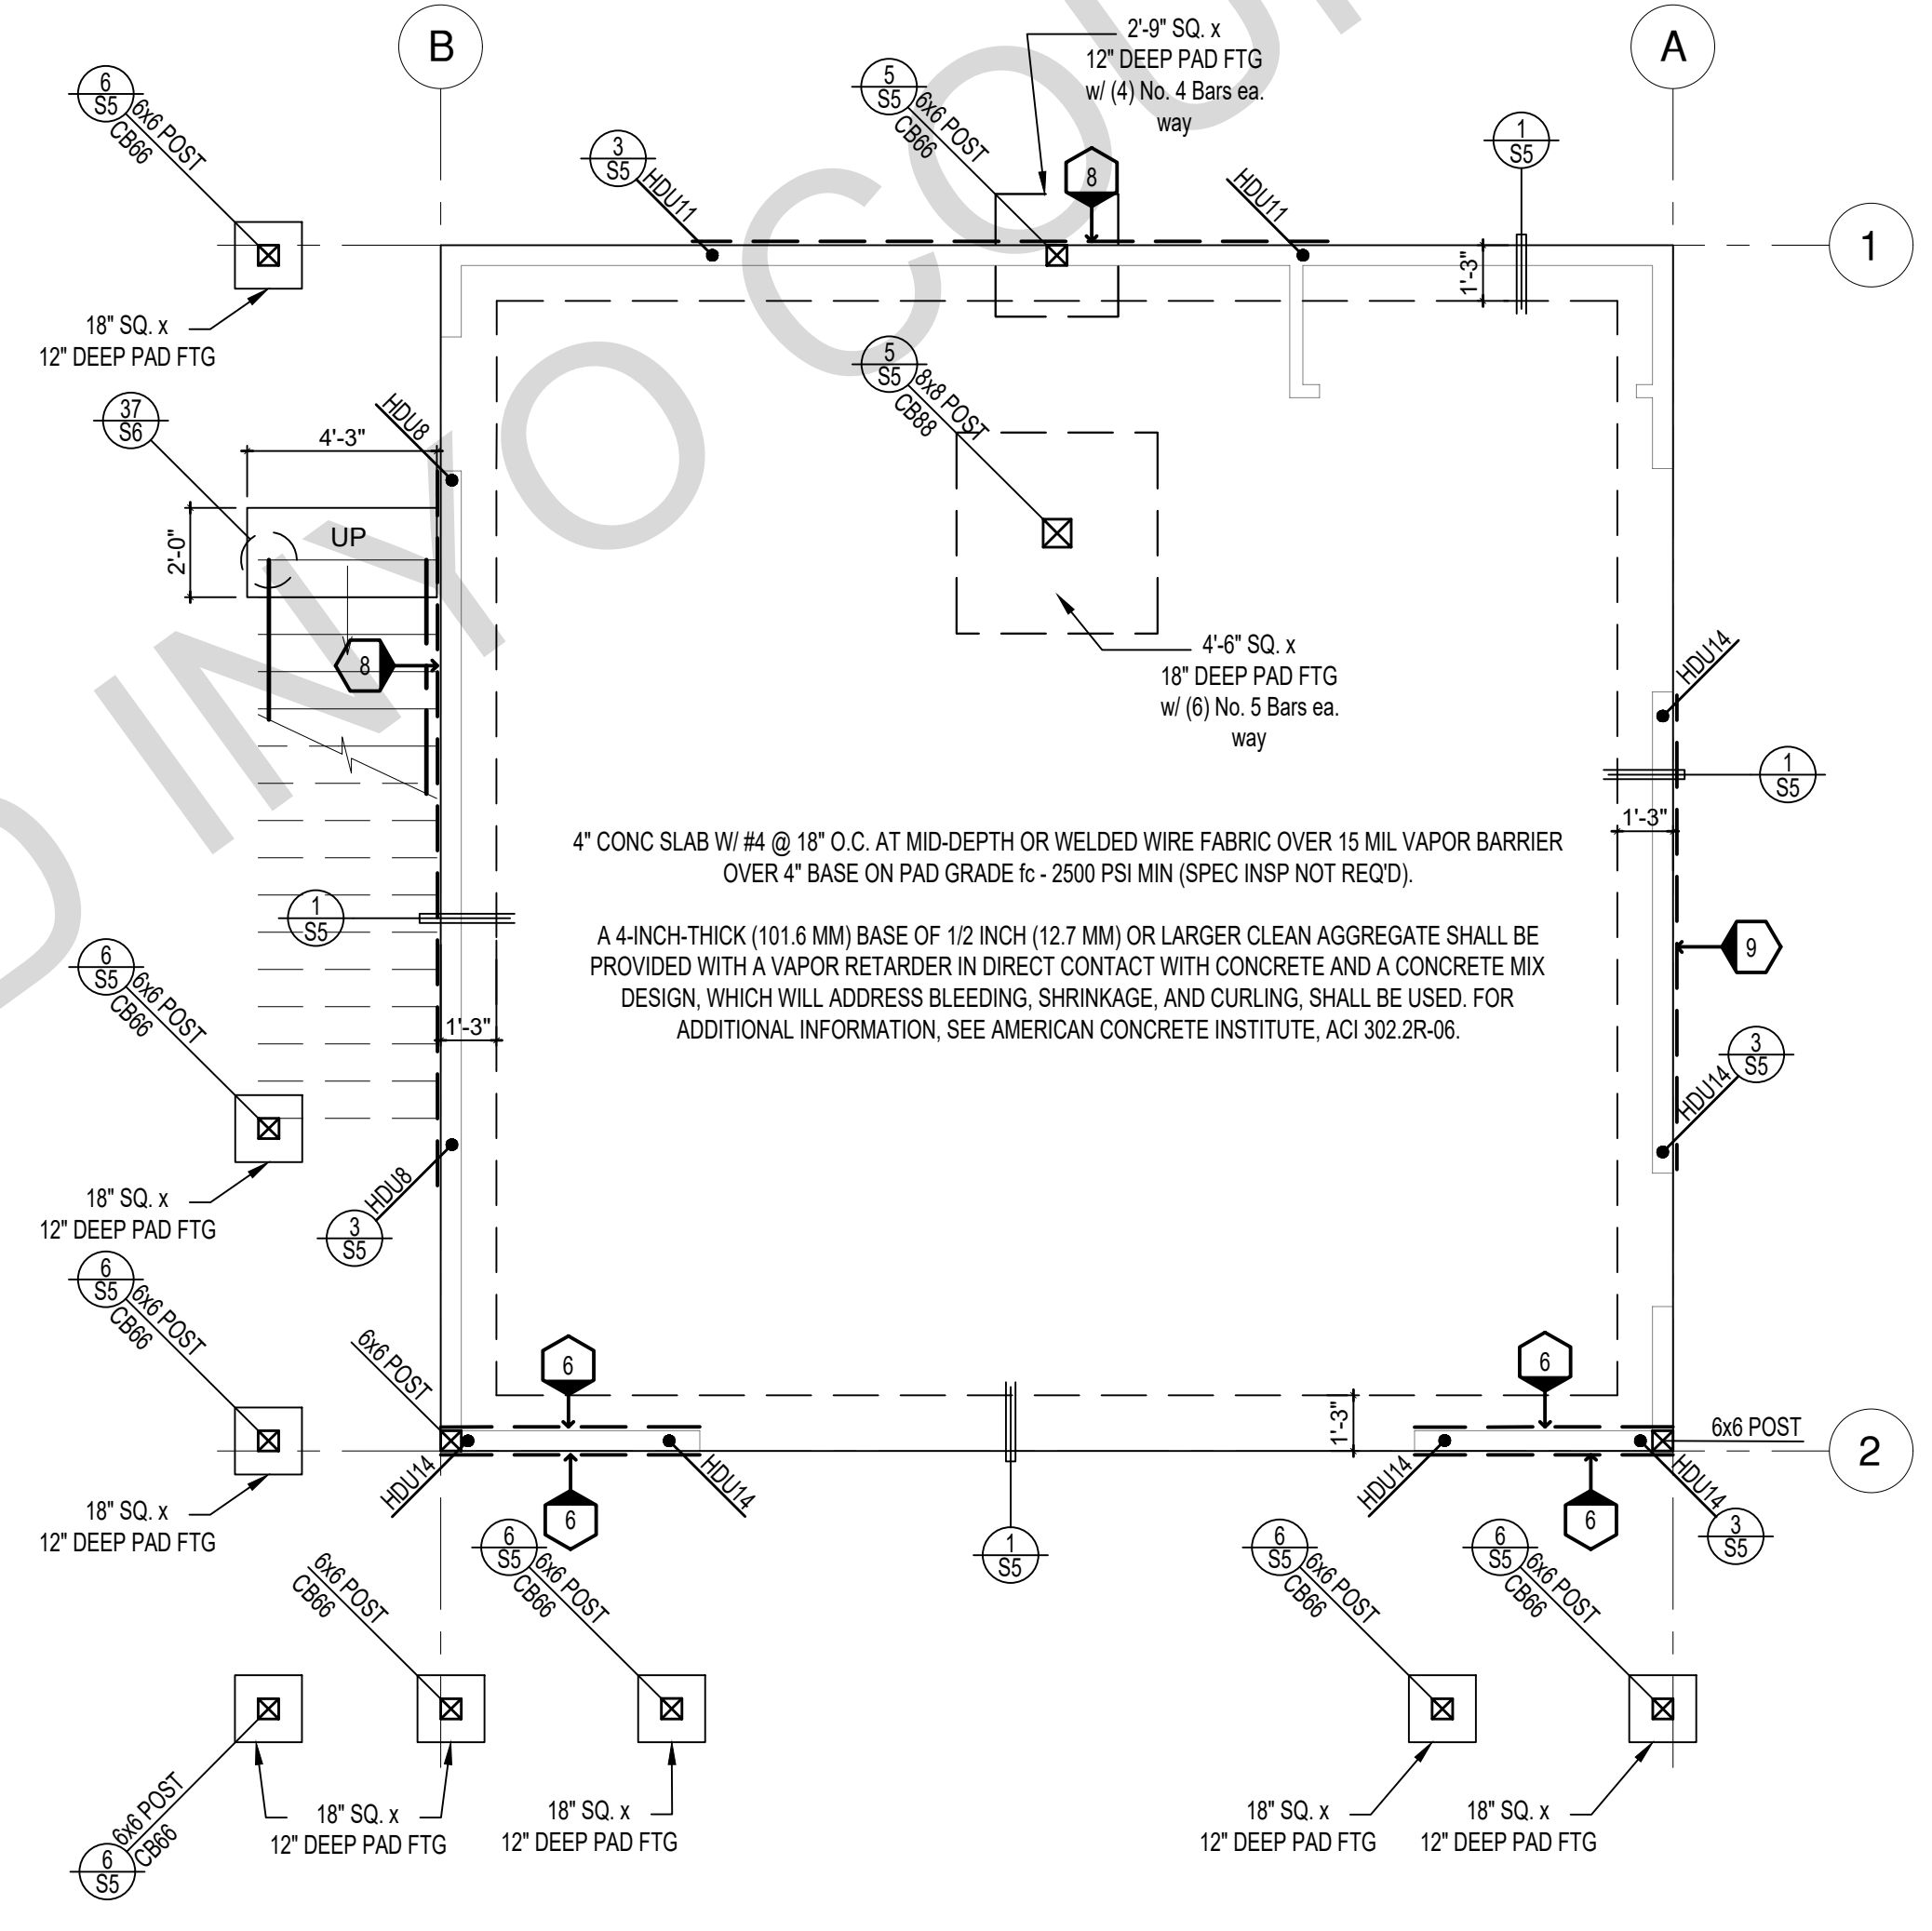 B
A
1
2
2'-9" SQ. x
12" DEEP PAD FTG
w/ (4) No. 4 Bars ea.
way
6
S5
6x6 POST
CB66
18" SQ. x
12" DEEP PAD FTG
3
S5
HDU11
5
S5
6x6 POST
CB66
8
HDU11
1
S5
1'-3"
37
S6
4'-3"
2'-0"
UP
HDU8
8
5
S5
8x8 POST
CB88
4'-6" SQ. x
18" DEEP PAD FTG
w/ (6) No. 5 Bars ea.
way
HDU14
1
S5
1'-3"
4" CONC SLAB W/ #4 @ 18" O.C. AT MID-DEPTH OR WELDED WIRE FABRIC OVER 15 MIL VAPOR BARRIER
OVER 4" BASE ON PAD GRADE fc - 2500 PSI MIN (SPEC INSP NOT REQ'D).
A 4-INCH-THICK (101.6 MM) BASE OF 1/2 INCH (12.7 MM) OR LARGER CLEAN AGGREGATE SHALL BE
PROVIDED WITH A VAPOR RETARDER IN DIRECT CONTACT WITH CONCRETE AND A CONCRETE MIX
DESIGN, WHICH WILL ADDRESS BLEEDING, SHRINKAGE, AND CURLING, SHALL BE USED. FOR
ADDITIONAL INFORMATION, SEE AMERICAN CONCRETE INSTITUTE, ACI 302.2R-06.
1
S5
1'-3"
9
3
S5
HDU14
6
S5
6x6 POST
CB66
18" SQ. x
12" DEEP PAD FTG
HDU8
3
S5
6
S5
6x6 POST
CB66
18" SQ. x
12" DEEP PAD FTG
6x6 POST
6
HDU14
HDU14
6
1
S5
1'-3"
6
6x6 POST
HDU14
HDU14
6
3
S5
6x6 POST
CB66
6
S5
6x6 POST
CB66
6
S5
6x6 POST
CB66
6
S5
6x6 POST
CB66
6x6 POST
CB66
6
S5
18" SQ. x
12" DEEP PAD FTG
18" SQ. x
12" DEEP PAD FTG
18" SQ. x
12" DEEP PAD FTG
18" SQ. x
12" DEEP PAD FTG
INYO